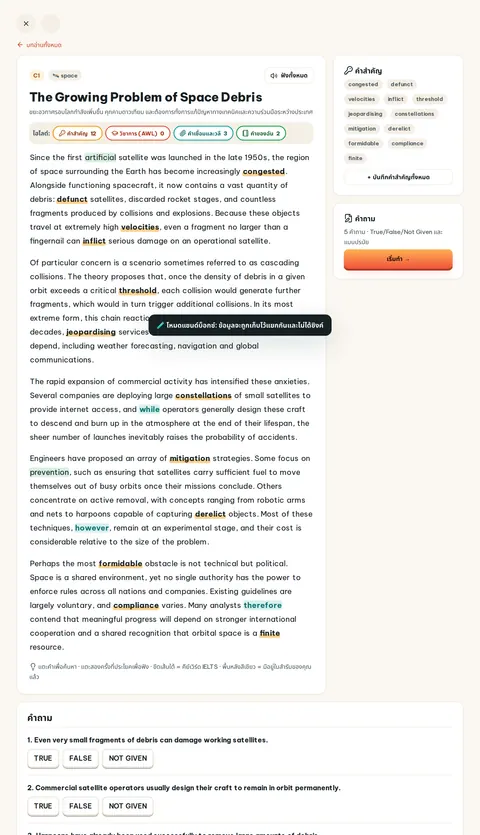 ×
← บทอ่านทั้งหมด
C1 space ฟังทั้งหมด
The Growing Problem of Space Debris
ขยะอวกาศรอบโลกกำลังเพิ่มขึ้น คุกคามดาวเทียม และต้องการทั้งการแก้ปัญหาทางเทคนิคและความร่วมมือระหว่างประเทศ
ไฮไลต์: คำสำคัญ 12 วิชาการ (AWL) 0 คำเชื่อมและวลี 3 คำของฉัน 2
Since the first artificial satellite was launched in the late 1950s, the region
of space surrounding the Earth has become increasingly congested.
Alongside functioning spacecraft, it now contains a vast quantity of
debris: defunct satellites, discarded rocket stages, and countless
fragments produced by collisions and explosions. Because these objects
travel at extremely high velocities, even a fragment no larger than a
fingernail can inflict serious damage on an operational satellite.
Of particular concern is a scenario sometimes referred to as cascading
collisions. The theory proposes that, once the density of debris in a given
orbit exceeds a critical threshold, each collision would generate further
fragments, which would in turn trigger additional collisions. In its most
extreme form, this chain reactio
decades, jeopardising services
โหมดแซนด์บ็อกซ์: ข้อมูลจะถูกเก็บไว้แยกกันและไม่ได้ซิงค์
depend, including weather forecasting, navigation and global
communications.
The rapid expansion of commercial activity has intensified these anxieties.
Several companies are deploying large constellations of small satellites to
provide internet access, and while operators generally design these craft
to descend and burn up in the atmosphere at the end of their lifespan, the
sheer number of launches inevitably raises the probability of accidents.
Engineers have proposed an array of mitigation strategies. Some focus on
prevention, such as ensuring that satellites carry sufficient fuel to move
themselves out of busy orbits once their missions conclude. Others
concentrate on active removal, with concepts ranging from robotic arms
and nets to harpoons capable of capturing derelict objects. Most of these
techniques, however, remain at an experimental stage, and their cost is
considerable relative to the size of the problem.
Perhaps the most formidable obstacle is not technical but political.
Space is a shared environment, yet no single authority has the power to
enforce rules across all nations and companies. Existing guidelines are
largely voluntary, and compliance varies. Many analysts therefore
contend that meaningful progress will depend on stronger international
cooperation and a shared recognition that orbital space is a finite
resource.
แตะคำเพื่อค้นหา · แตะสองครั้งที่ประโยคเพื่อฟัง · ขีดเส้นใต้ = คีย์เวิร์ด IELTS · พื้นหลังสีเขียว = มีอยู่ในสำรับของคุณ
แล้ว
คำสำคัญ
congested defunct
velocities inflict threshold
jeopardising constellations
mitigation derelict
formidable compliance
finite
+ บันทึกคำสำคัญทั้งหมด
คำถาม
5 คำถาม · True/False/Not Given และ
แบบปรนัย
เริ่มทำ →
คำถาม
1. Even very small fragments of debris can damage working satellites.
TRUE FALSE NOT GIVEN
2. Commercial satellite operators usually design their craft to remain in orbit permanently.
TRUE FALSE NOT GIVEN